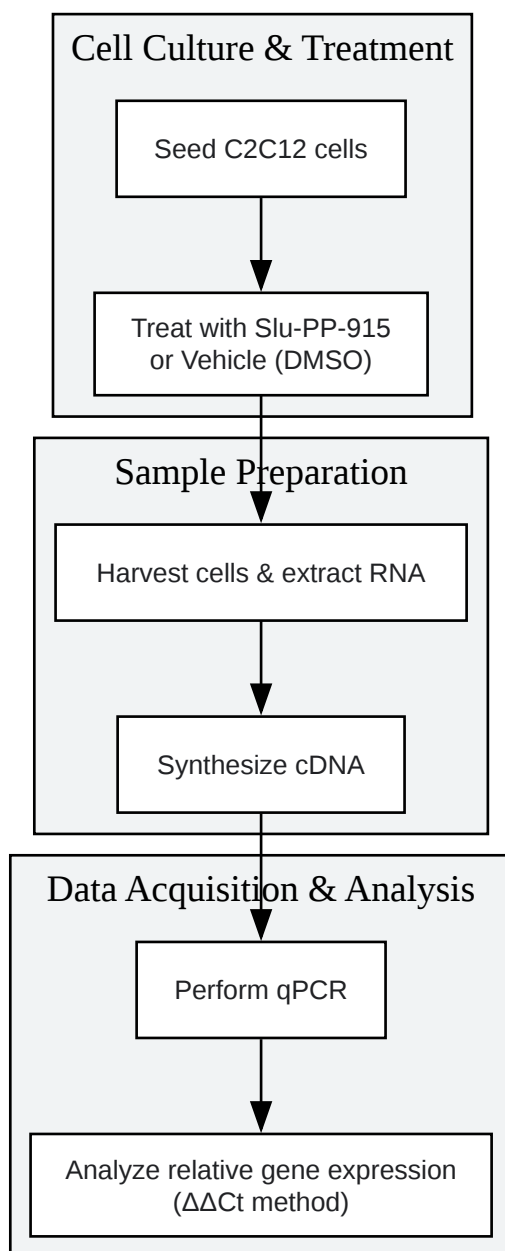 Cell Culture & Treatment
Seed C2C12 cells
Treat with Slu-PP-915
or Vehicle (DMSO)
Sample Preparation
Harvest cells & extract RNA
Synthesize cDNA
Data Acquisition & Analysis
Perform qPCR
Analyze relative gene expression
(ΔΔCt method)